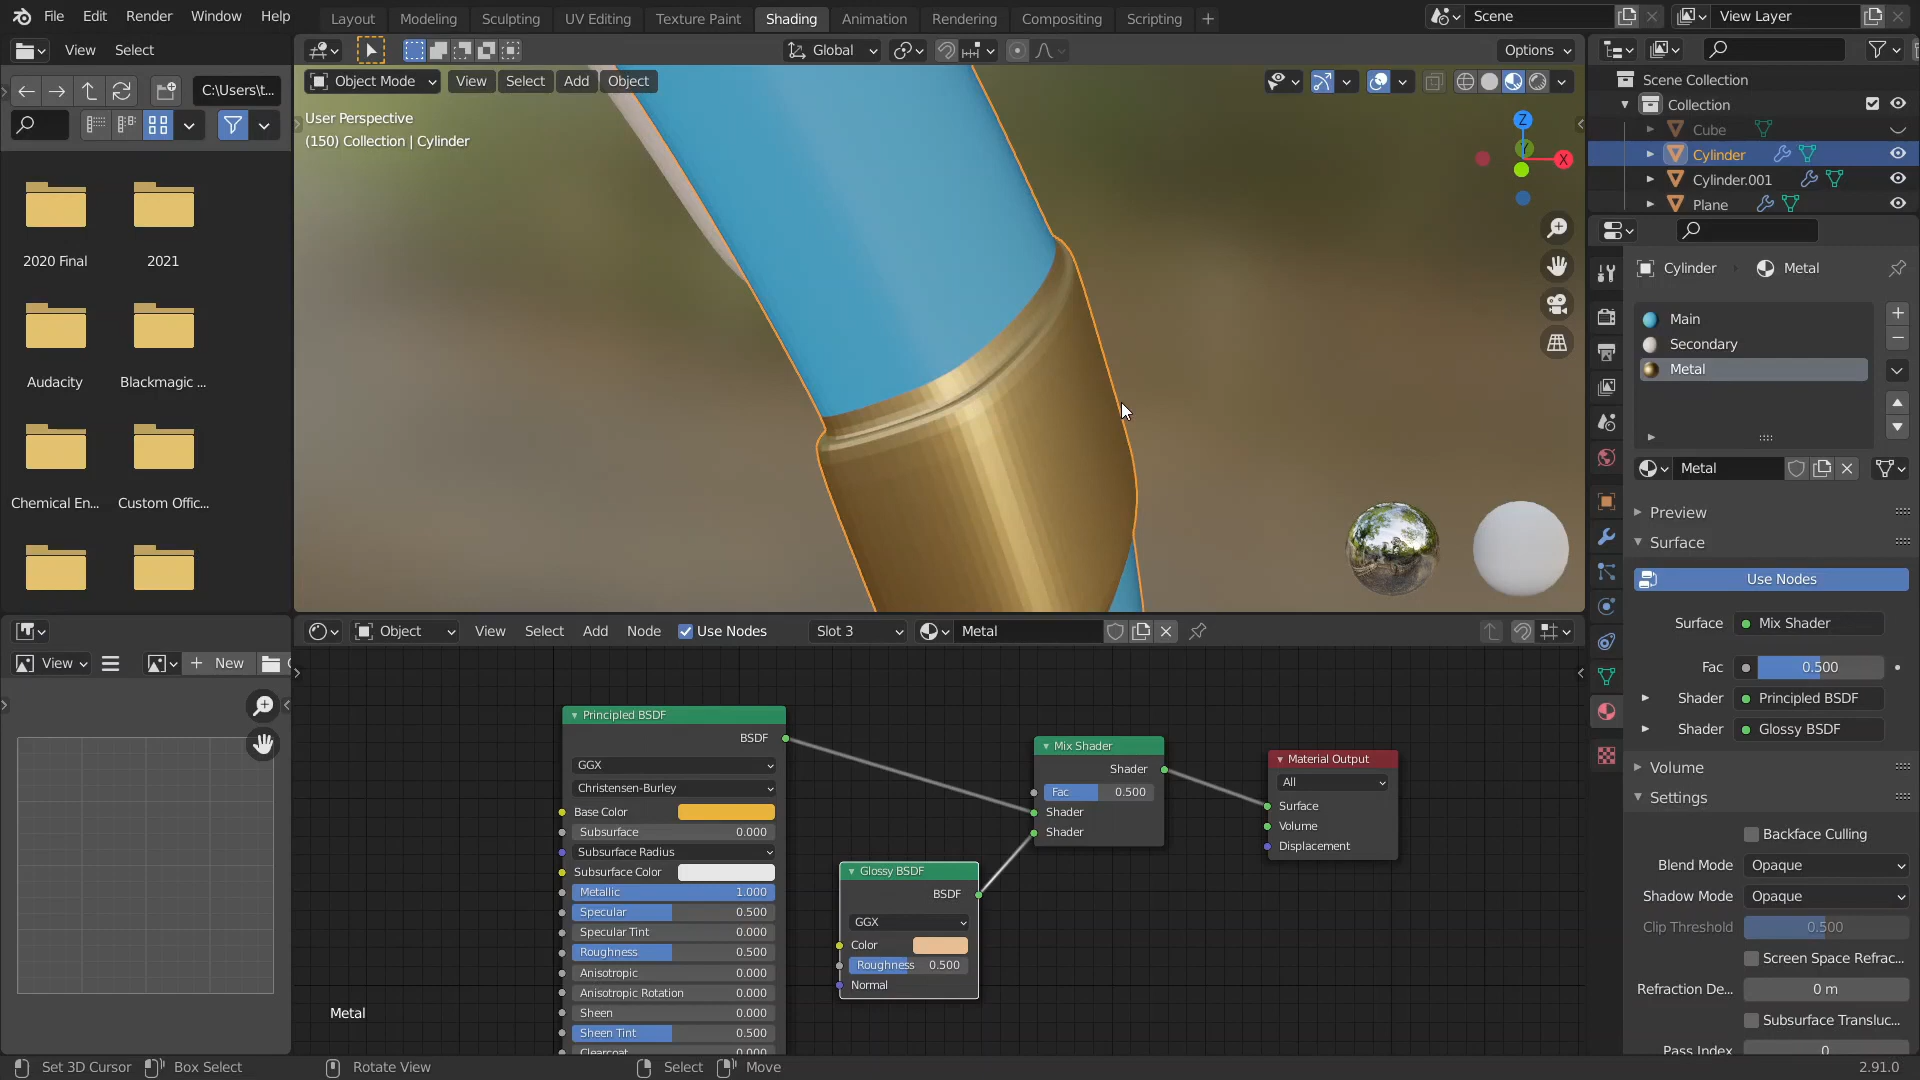 File Edit Render Window Help
Layout Modeling Sculpting UV Editing Texture Paint Shading Animation Rendering Compositing Scripting +
Scene
View Layer
View Select
Global
Options
C:\Users\t...
Object Mode View Select Add Object
User Perspective
(150) Collection | Cylinder
Z
Y
X
2020 Final 2021
Audacity Blackmagic ...
Chemical En... Custom Offic...
Scene Collection
Collection
Cube
Cylinder
Cylinder.001
Plane
Cylinder Metal
Main
Secondary
Metal
Metal
Preview
Surface
Use Nodes
Surface Mix Shader
Fac 0.500
Shader Principled BSDF
Shader Glossy BSDF
Volume
Settings
Backface Culling
Blend Mode Opaque
Shadow Mode Opaque
Clip Threshold 0.500
Screen Space Refrac...
Refraction De... 0 m
Subsurface Transluc...
Pass Index 0
View + New
Object View Select Add Node Use Nodes Slot 3 Metal
Principled BSDF
BSDF
GGX
Christensen-Burley
Base Color
Subsurface 0.000
Subsurface Radius
Subsurface Color
Metallic 1.000
Specular 0.500
Specular Tint 0.000
Roughness 0.500
Anisotropic 0.000
Anisotropic Rotation 0.000
Sheen 0.000
Sheen Tint 0.500
Clearcoat 0.000
Glossy BSDF
BSDF
GGX
Color
Roughness 0.500
Normal
Mix Shader
Shader
Fac 0.500
Shader
Shader
Material Output
All
Surface
Volume
Displacement
Metal
Set 3D Cursor Box Select Rotate View Select Move 2.91.0